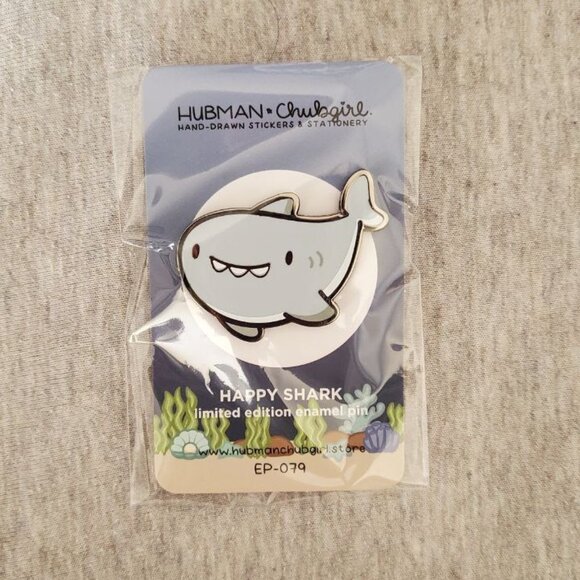 HUBMAN & Chubgirl.
HAND-DRAWN STICKERS & STATIONERY
HAPPY SHARK
limited edition enamel pin
www.hubmanchubgirl.store
EP-079